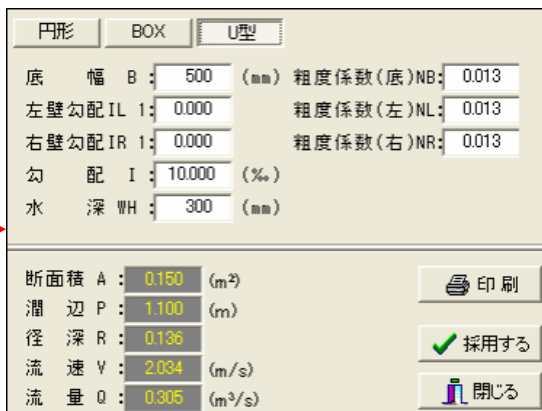 円形 BOX U型
底 幅 B : 500 (mm) 粗度係数(底)NB: 0.013
左壁勾配 IL 1: 0.000 粗度係数(左)NL: 0.013
右壁勾配 IR 1: 0.000 粗度係数(右)NR: 0.013
勾 配 I : 10.000 (‰)
水 深 WH : 300 (mm)
断面積 A : 0.150 (m²)
潤 辺 P : 1.100 (m)
径 深 R : 0.136
流 速 V : 2.034 (m/s)
流 量 Q : 0.305 (m³/s)
印刷
採用する
閉じる